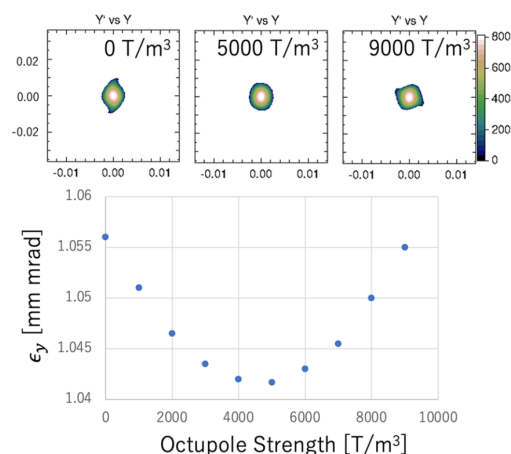 Y' vs Y Y' vs Y Y' vs Y
0 T/m³ 5000 T/m³ 9000 T/m³
800
600
400
200
0
0.02
0.00
-0.02
-0.01 0.00 0.01 -0.01 0.00 0.01 -0.01 0.00 0.01
1.06
1.055
1.05
1.045
1.04
ϵy [mm mrad]
0 2000 4000 6000 8000 10000
Octupole Strength [T/m³]